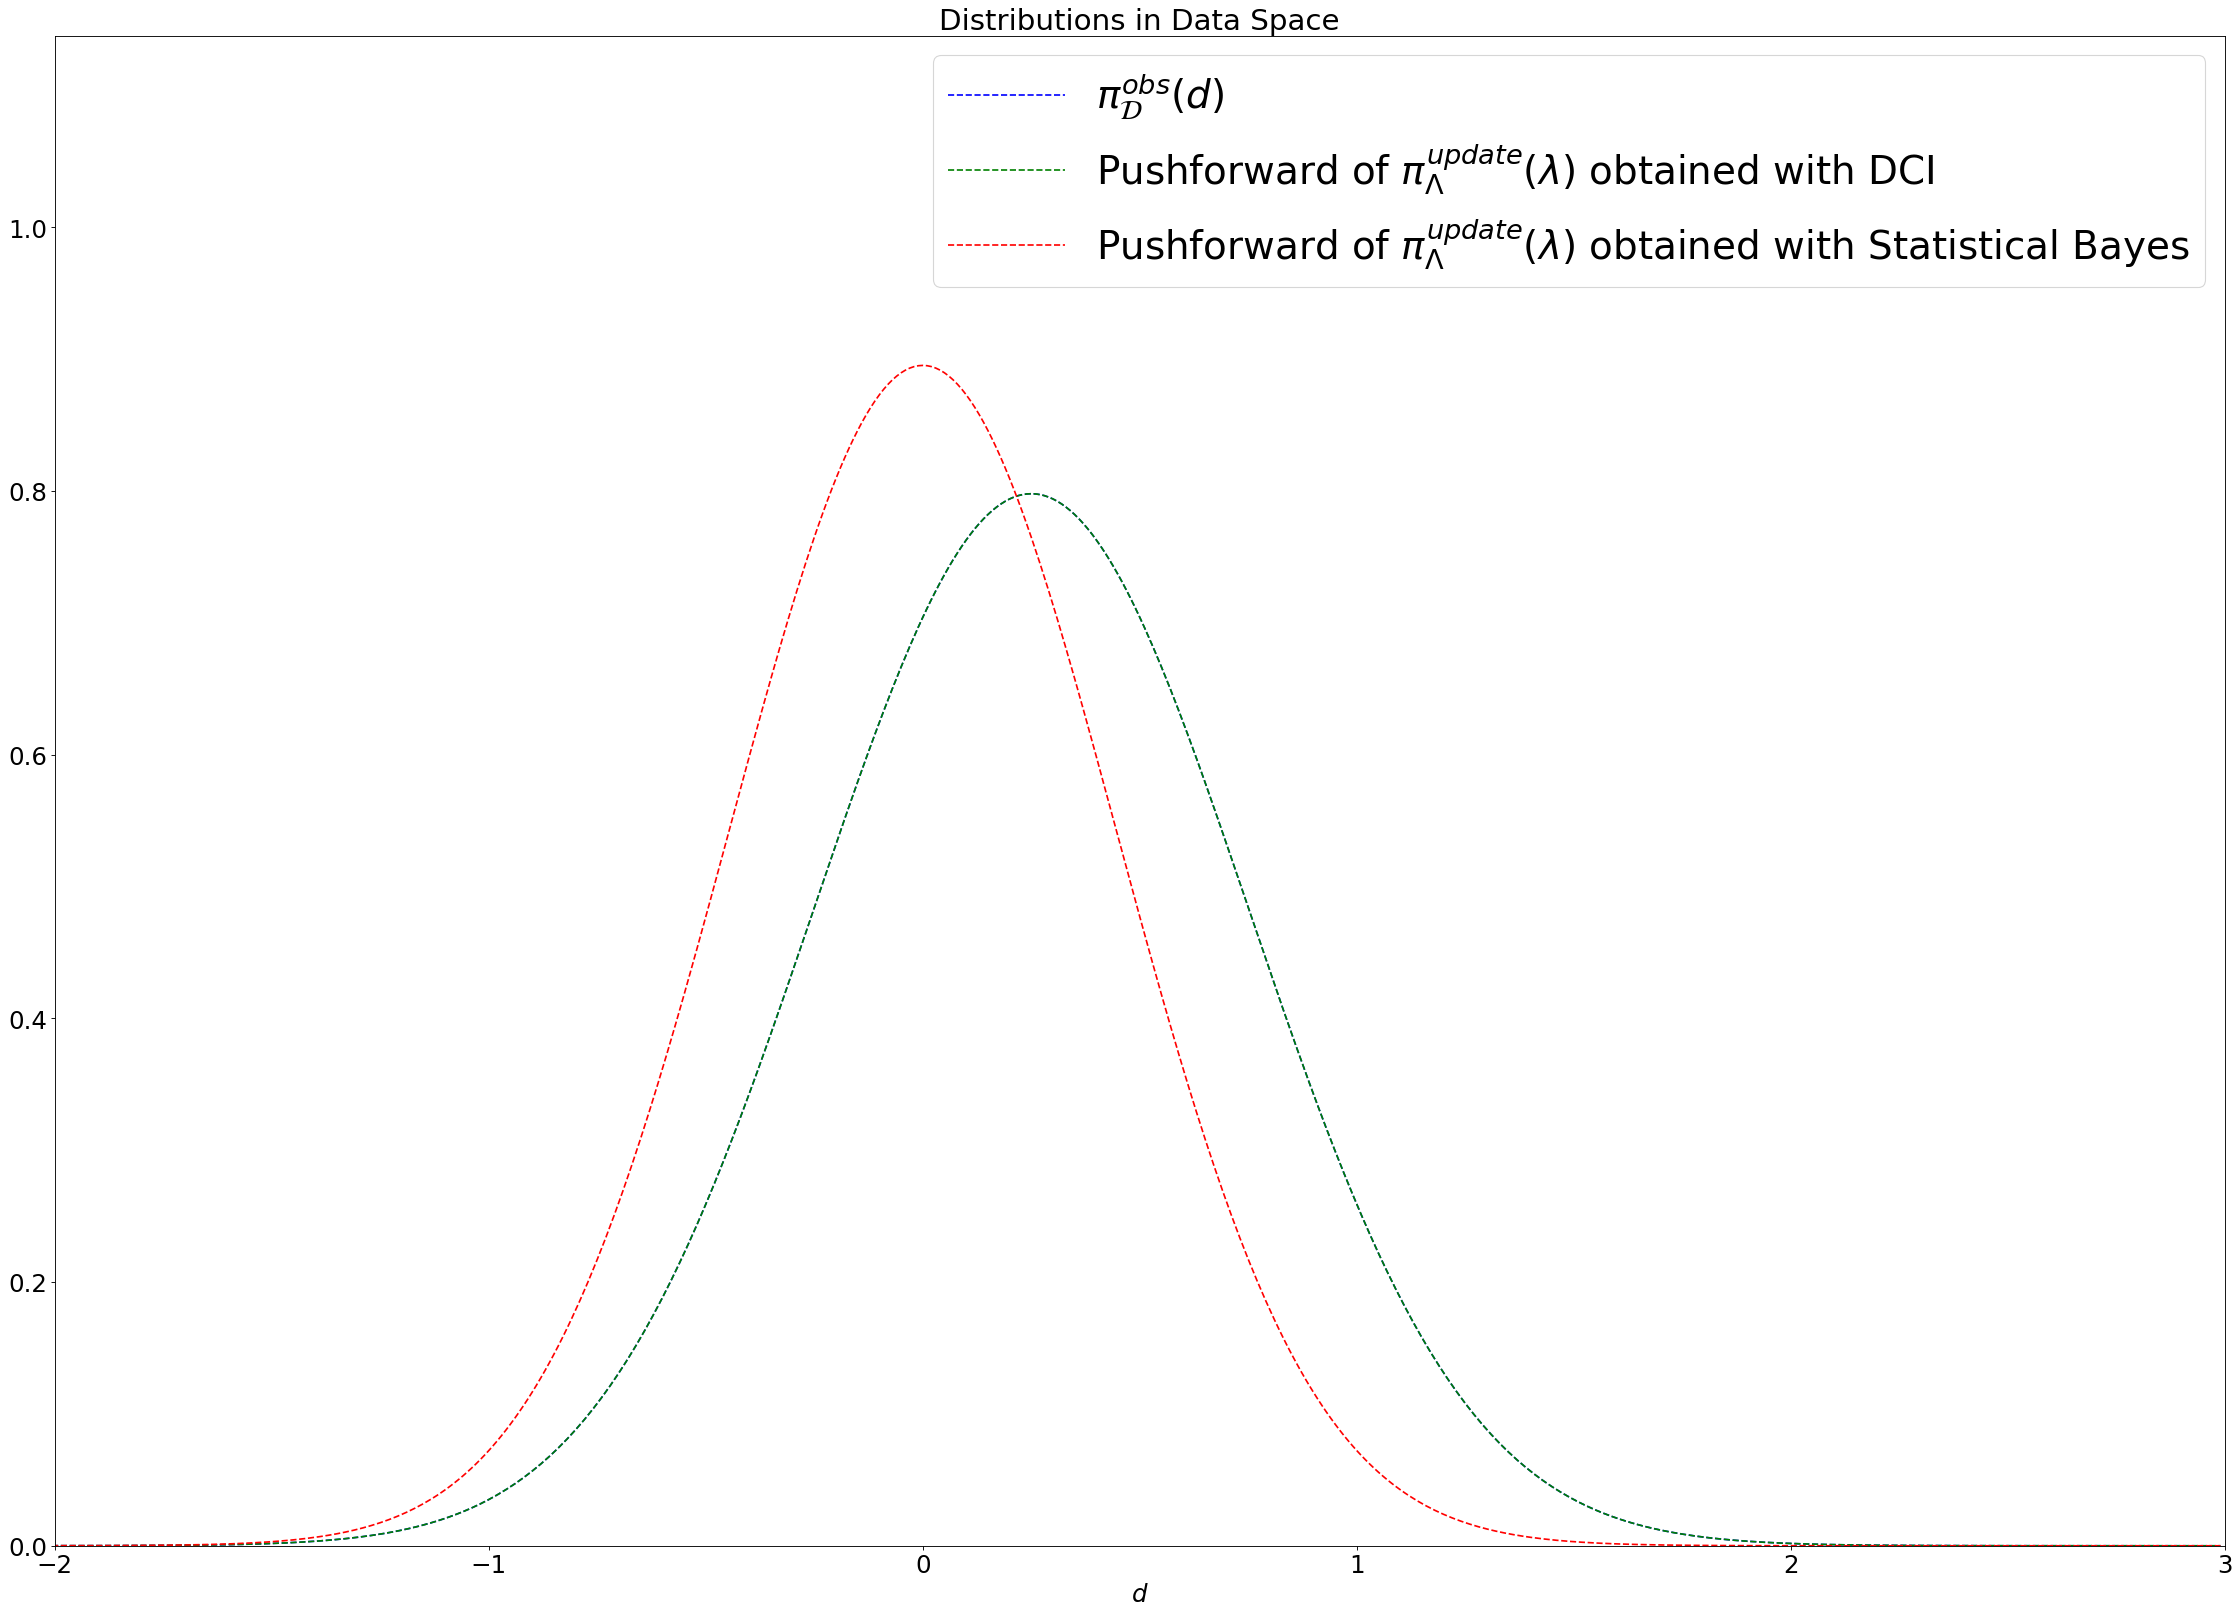 Distributions in Data Space
π_𝒟^{obs}(d)
Pushforward of π_Λ^{update}(λ) obtained with DCI
Pushforward of π_Λ^{update}(λ) obtained with Statistical Bayes
1.0
0.8
0.6
0.4
0.2
0.0
−2 −1 0 1 2 3
d